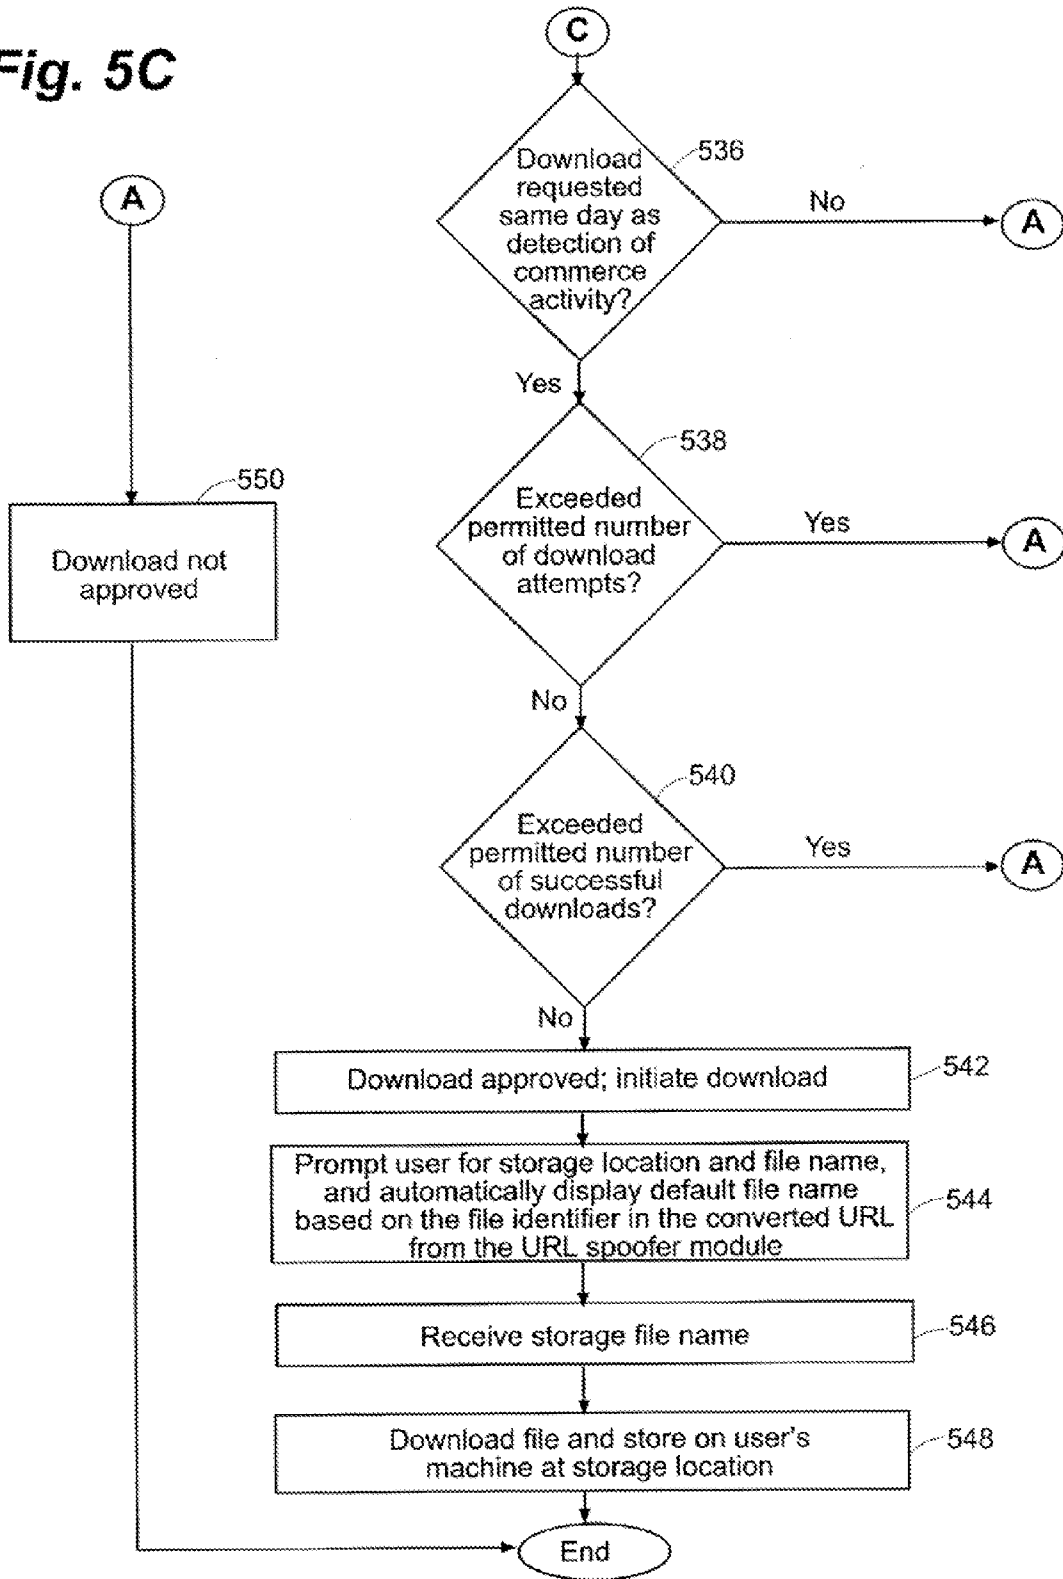 Fig. 5C
C
Download
requested
same day as
detection of
commerce
activity?
536
No
A
A
Yes
Exceeded
permitted number
of download
attempts?
538
Yes
A
550
Download not
approved
No
Exceeded
permitted number
of successful
downloads?
540
Yes
A
No
Download approved; initiate download
542
Prompt user for storage location and file name,
and automatically display default file name
based on the file identifier in the converted URL
from the URL spoofer module
544
Receive storage file name
546
Download file and store on user's
machine at storage location
548
End